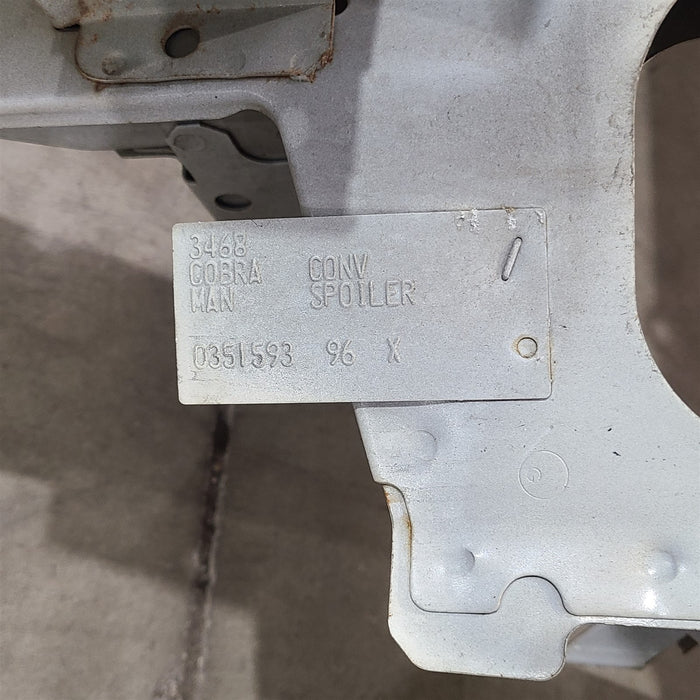 3468
COBRA CONV
MAN SPOILER
0351593 96 X
G